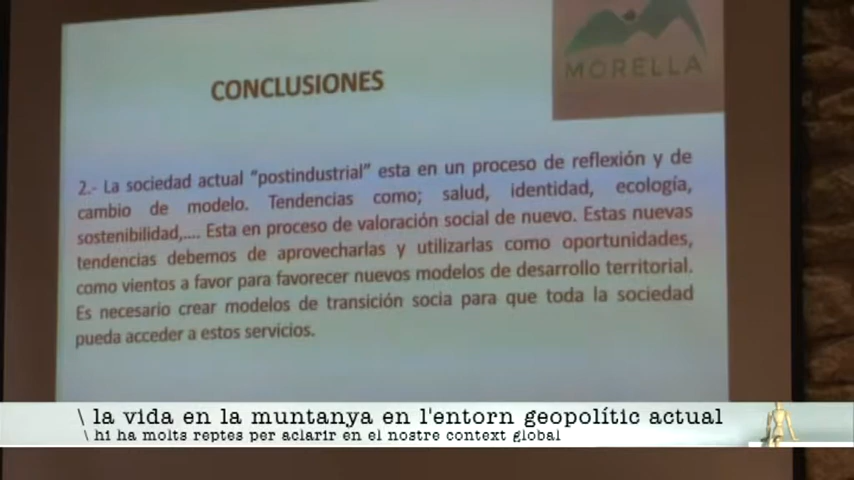 MORELLA
CONCLUSIONES
2.- La sociedad actual "postindustrial" esta en un proceso de reflexión y de
cambio de modelo. Tendencias como; salud, identidad, ecología,
sostenibilidad,.... Esta en proceso de valoración social de nuevo. Estas nuevas
tendencias debemos de aprovecharlas y utilizarlas como oportunidades,
como vientos a favor para favorecer nuevos modelos de desarrollo territorial.
Es necesario crear modelos de transición socia para que toda la sociedad
pueda acceder a estos servicios.
\ la vida en la muntanya en l'entorn geopolític actual
\ hi ha molts reptes per aclarir en el nostre context global